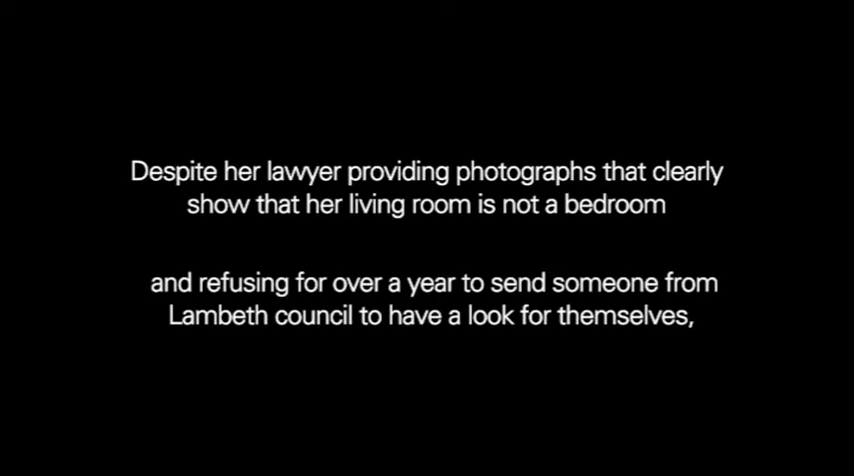 Despite her lawyer providing photographs that clearly
show that her living room is not a bedroom
and refusing for over a year to send someone from
Lambeth council to have a look for themselves,